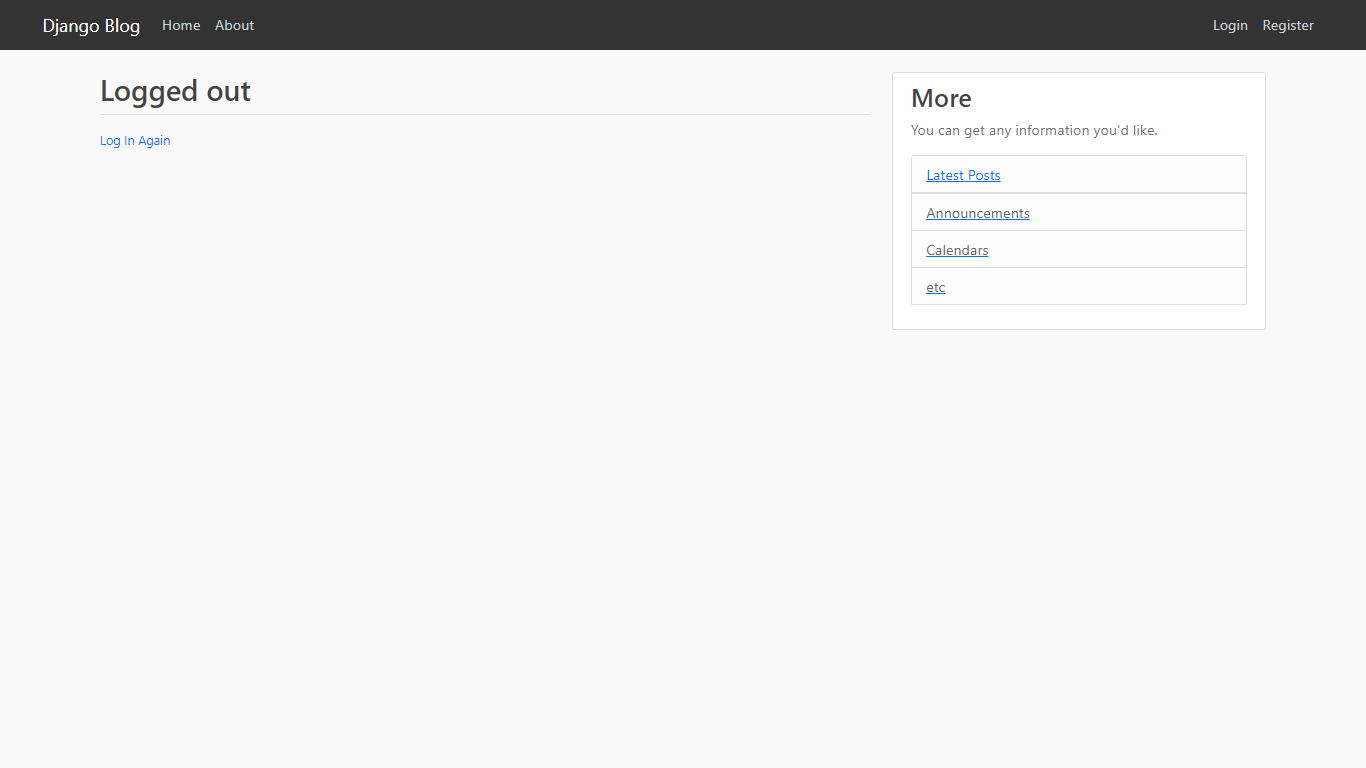 Django Blog Home About Login Register
Logged out
Log In Again
More
You can get any information you'd like.
Latest Posts
Announcements
Calendars
etc